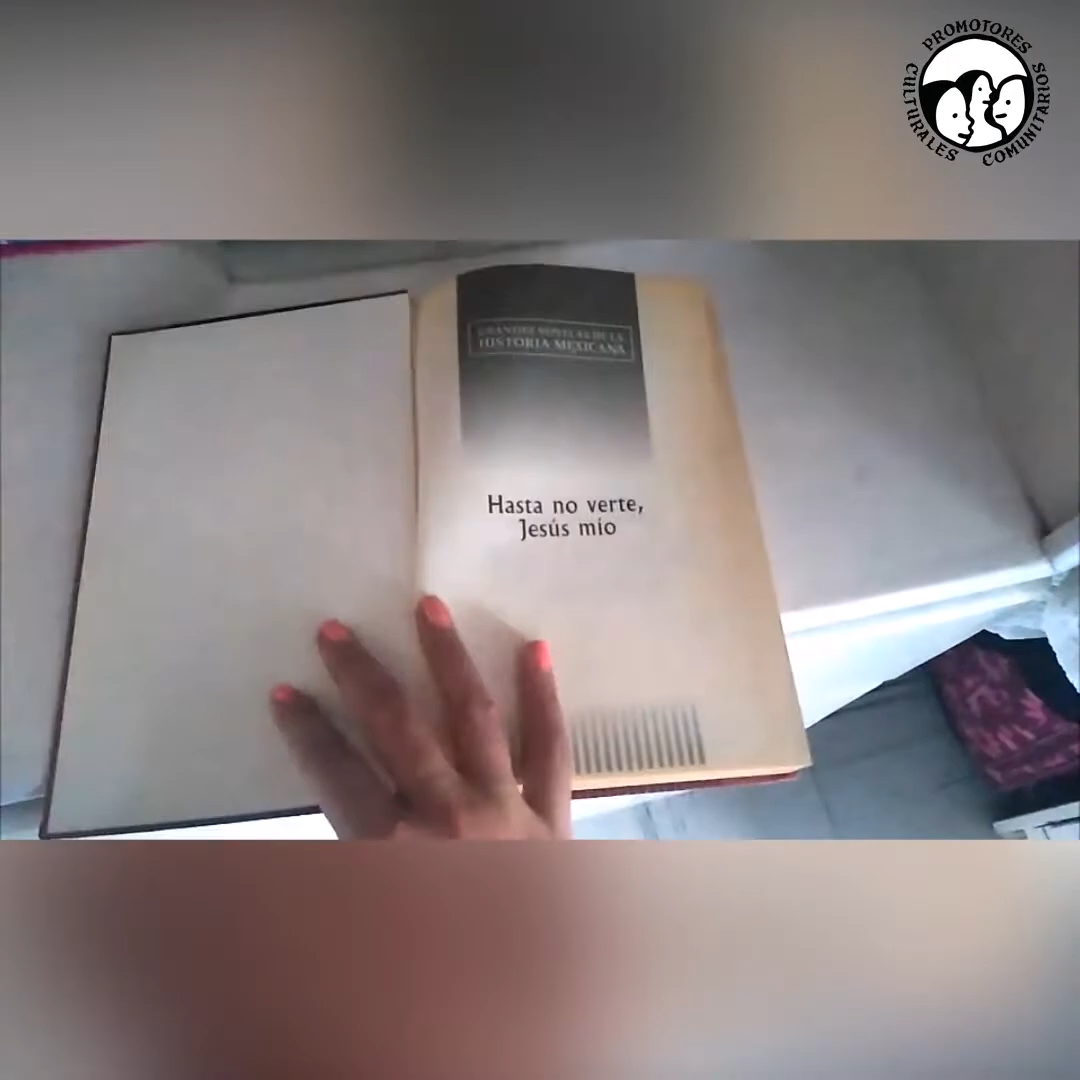 PROMOTORES
CULTURALES
COMUNITARIOS
GRANDES NOVELAS DE LA
HISTORIA MEXICANA
Hasta no verte,
Jesús mío